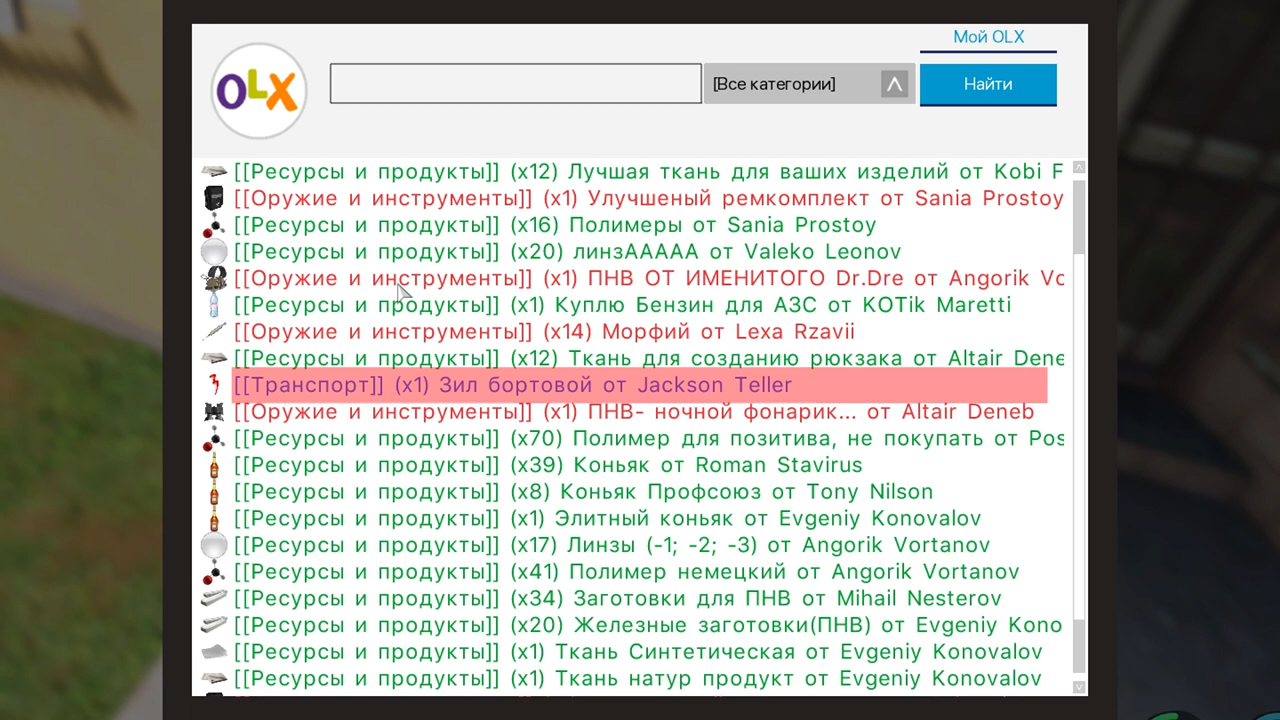 Мой OLX
OLX
[Все категории]
Найти
[[Ресурсы и продукты]] (x12) Лучшая ткань для ваших изделий от Kobi F
[[Оружие и инструменты]] (x1) Улучшеный ремкомплект от Sania Prostoy
[[Ресурсы и продукты]] (x16) Полимеры от Sania Prostoy
[[Ресурсы и продукты]] (x20) линзААААА от Valeko Leonov
[[Оружие и инструменты]] (x1) ПНВ ОТ ИМЕНИТОГО Dr.Dre от Angorik Vo
[[Ресурсы и продукты]] (x1) Куплю Бензин для АЗС от KOTik Maretti
[[Оружие и инструменты]] (x14) Морфий от Lexa Rzavii
[[Ресурсы и продукты]] (x12) Ткань для созданию рюкзака от Altair Dene
[[Транспорт]] (x1) Зил бортовой от Jackson Teller
[[Оружие и инструменты]] (x1) ПНВ- ночной фонарик... от Altair Deneb
[[Ресурсы и продукты]] (x70) Полимер для позитива, не покупать от Pos
[[Ресурсы и продукты]] (x39) Коньяк от Roman Stavirus
[[Ресурсы и продукты]] (x8) Коньяк Профсоюз от Tony Nilson
[[Ресурсы и продукты]] (x1) Элитный коньяк от Evgeniy Konovalov
[[Ресурсы и продукты]] (x17) Линзы (-1; -2; -3) от Angorik Vortanov
[[Ресурсы и продукты]] (x41) Полимер немецкий от Angorik Vortanov
[[Ресурсы и продукты]] (x34) Заготовки для ПНВ от Mihail Nesterov
[[Ресурсы и продукты]] (x20) Железные заготовки(ПНВ) от Evgeniy Kono
[[Ресурсы и продукты]] (x1) Ткань Синтетическая от Evgeniy Konovalov
[[Ресурсы и продукты]] (x1) Ткань натур продукт от Evgeniy Konovalov